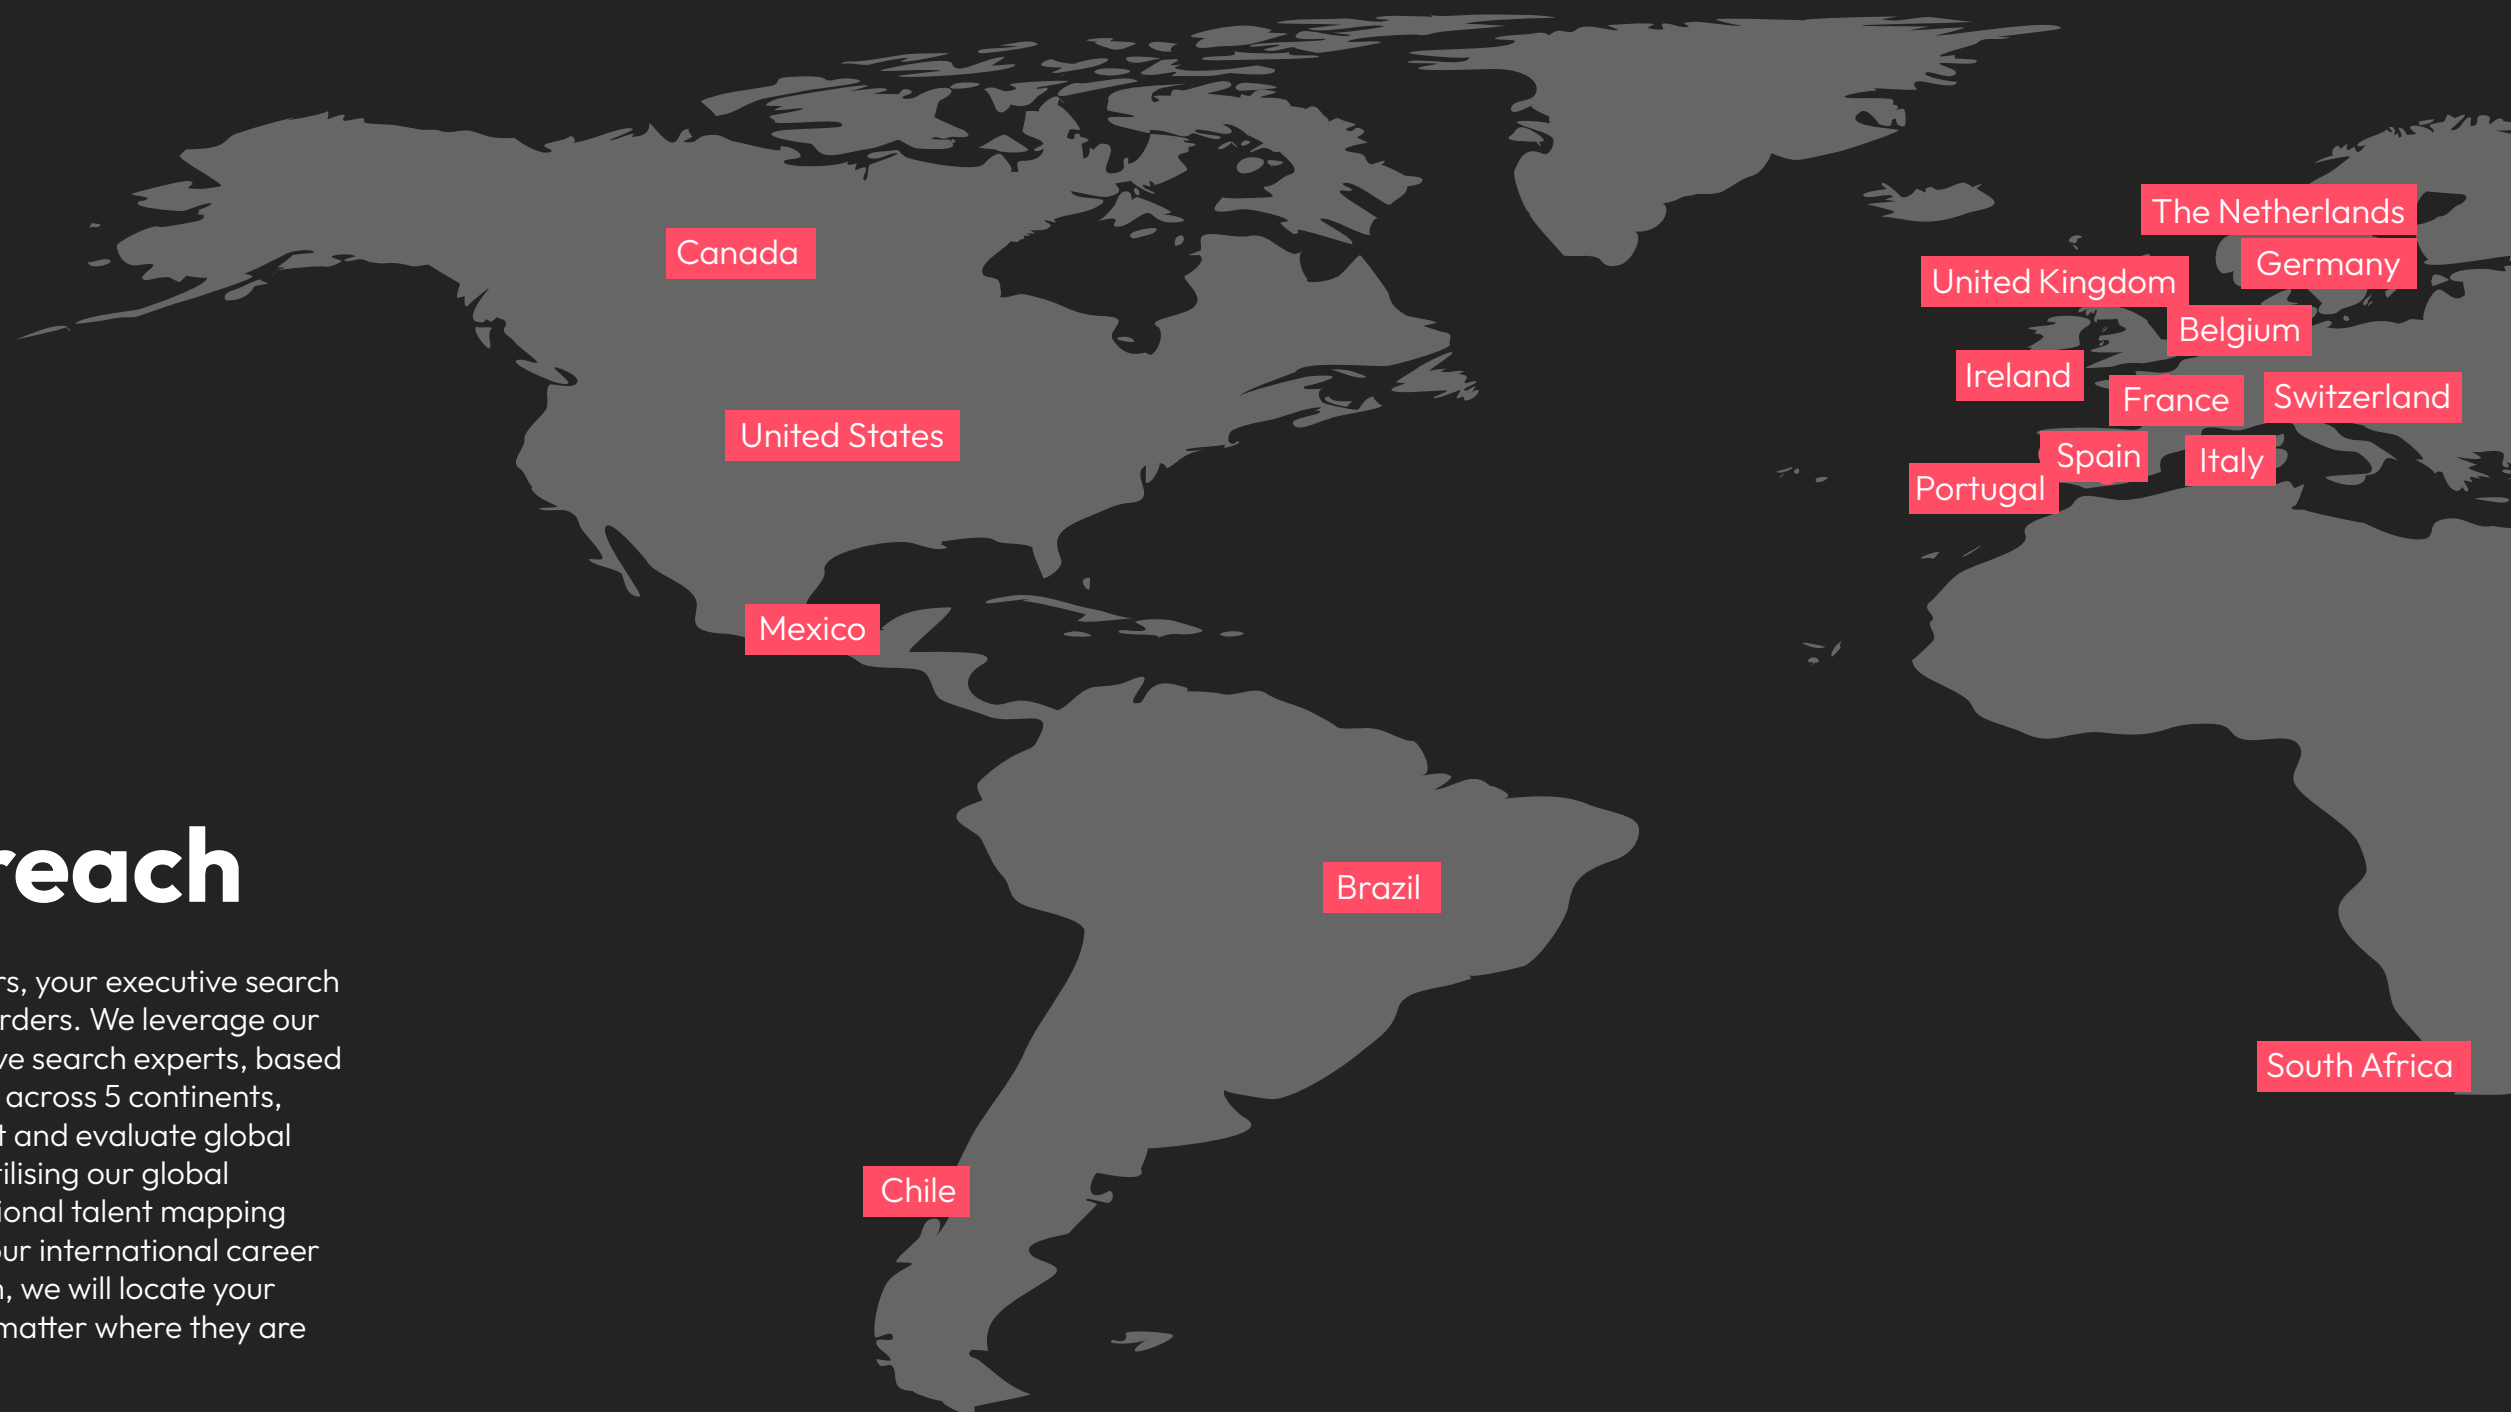 The Netherlands
Canada
Germany
United Kingdom
Belgium
Ireland
France
Switzerland
United States
Spain
Italy
Portugal
Mexico
Brazil
South Africa
Chile
reach
rs, your executive search
rders. We leverage our
ve search experts, based
across 5 continents,
t and evaluate global
tilising our global
ional talent mapping
our international career
n, we will locate your
matter where they are